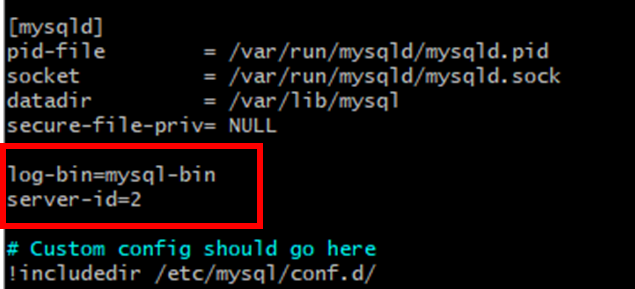 [mysqld]
pid-file        = /var/run/mysqld/mysqld.pid
socket          = /var/run/mysqld/mysqld.sock
datadir         = /var/lib/mysql
secure-file-priv= NULL
log-bin=mysql-bin
server-id=2
# Custom config should go here
!includedir /etc/mysql/conf.d/